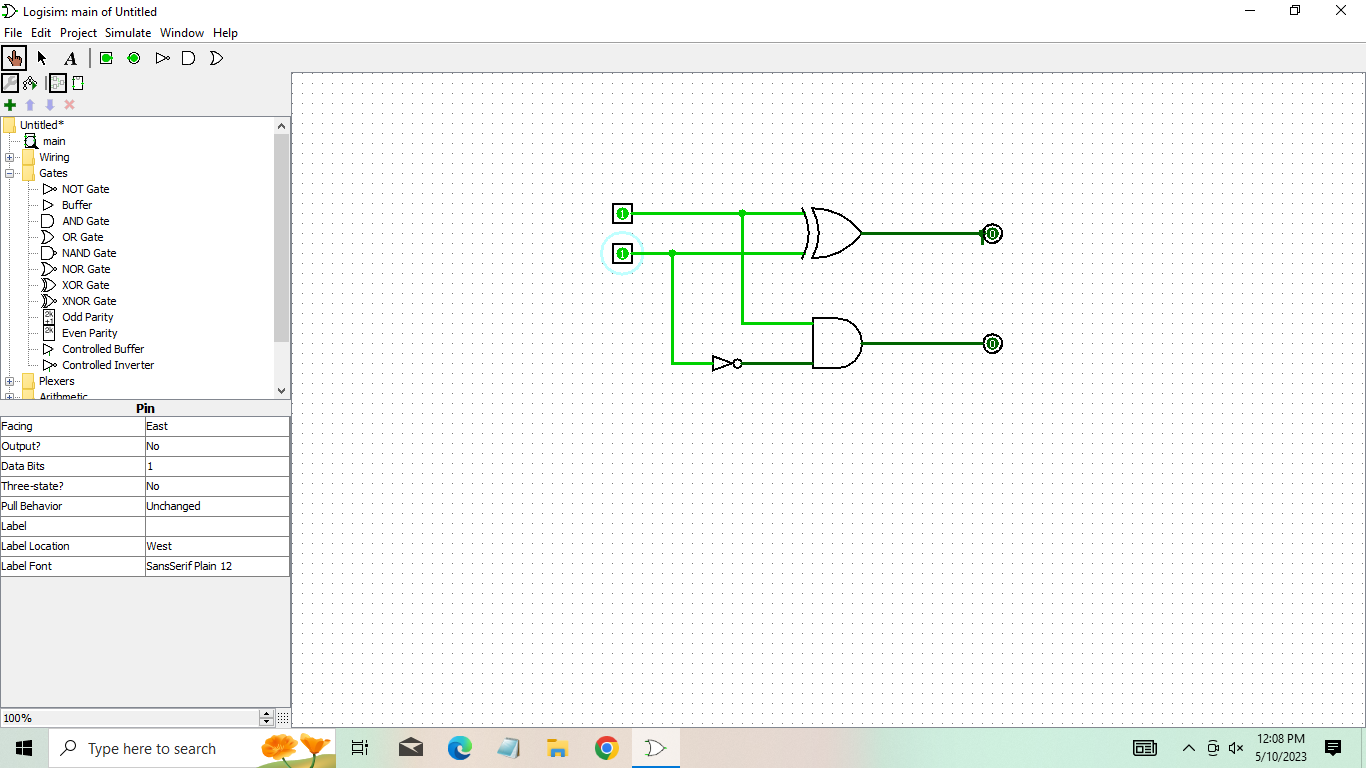 Logisim: main of Untitled
File Edit Project Simulate Window Help
A
Untitled*
main
Wiring
Gates
NOT Gate
Buffer
AND Gate
OR Gate
NAND Gate
NOR Gate
XOR Gate
XNOR Gate
Odd Parity
Even Parity
Controlled Buffer
Controlled Inverter
Plexers
Arithmetic
Pin
Facing East
Output? No
Data Bits 1
Three-state? No
Pull Behavior Unchanged
Label
Label Location West
Label Font SansSerif Plain 12
100%
1
1
0
0
Type here to search
12:08 PM
5/10/2023